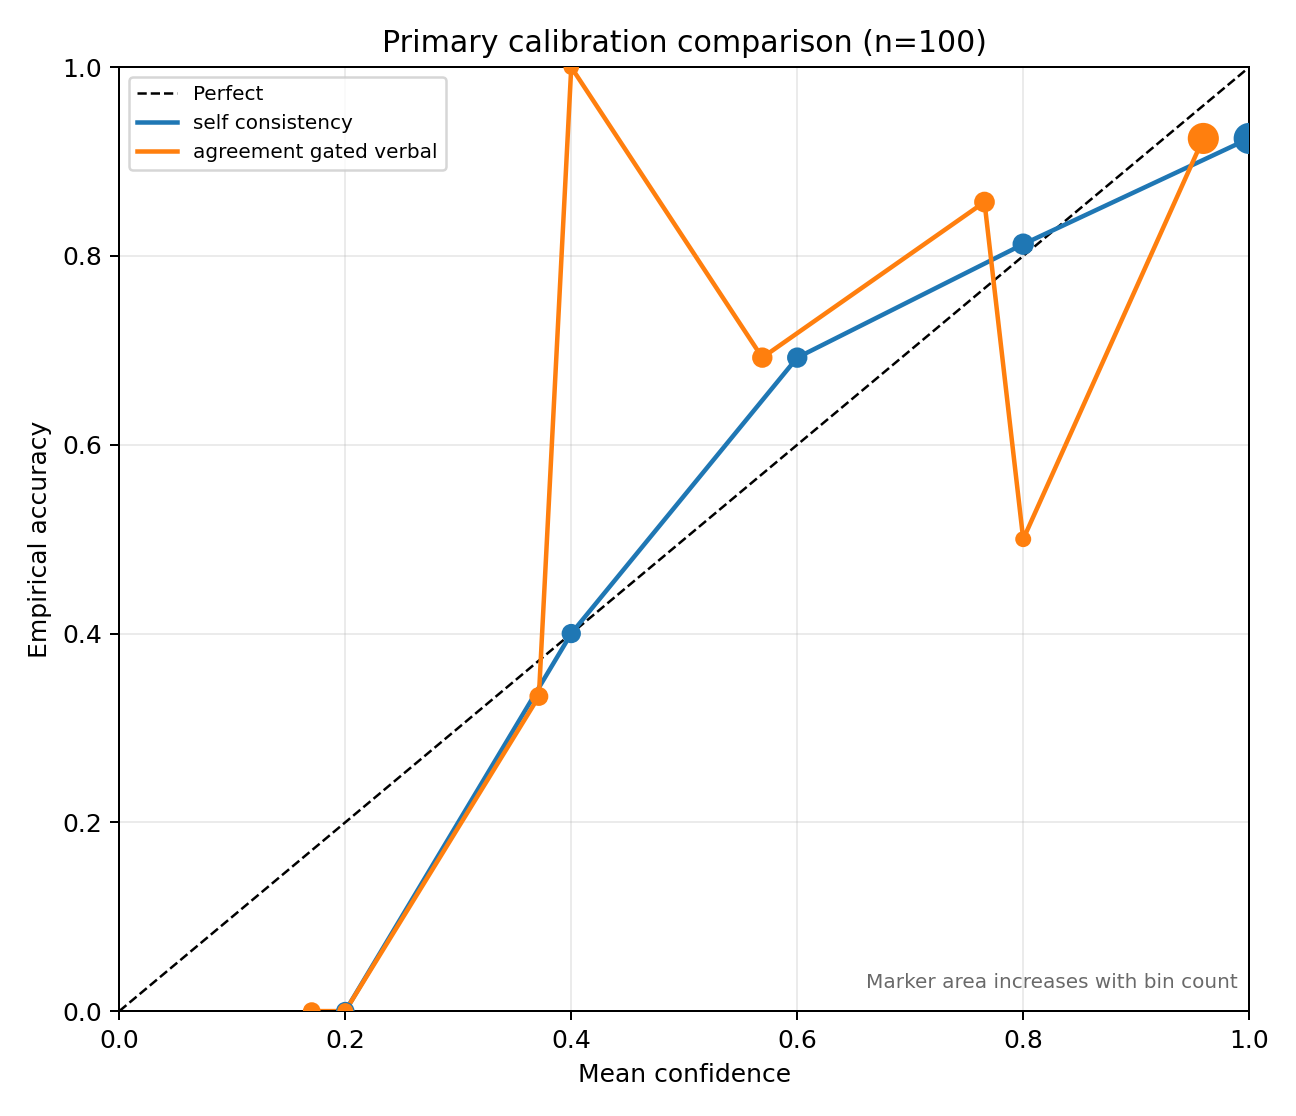 Primary calibration comparison (n=100)
1.0
Perfect
self consistency
agreement gated verbal
0.8
0.6
0.4
0.2
0.0
Empirical accuracy
Marker area increases with bin count
0.0 0.2 0.4 0.6 0.8 1.0
Mean confidence